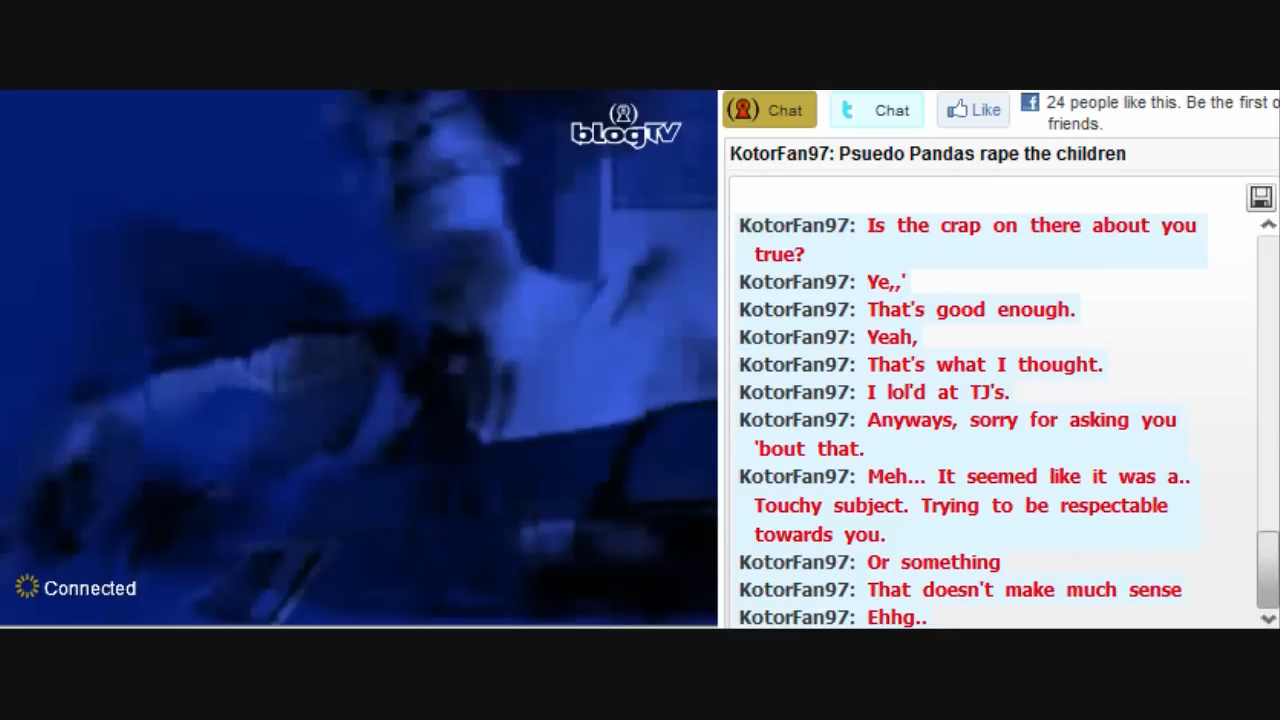 blogTV
Connected
Chat
Chat
Like
24 people like this. Be the first o
friends.
KotorFan97: Psuedo Pandas rape the children
KotorFan97: Is the crap on there about you
true?
KotorFan97: Ye,,'
KotorFan97: That's good enough.
KotorFan97: Yeah,
KotorFan97: That's what I thought.
KotorFan97: I lol'd at TJ's.
KotorFan97: Anyways, sorry for asking you
'bout that.
KotorFan97: Meh... It seemed like it was a..
Touchy subject. Trying to be respectable
towards you.
KotorFan97: Or something
KotorFan97: That doesn't make much sense
KotorFan97: Ehhg..